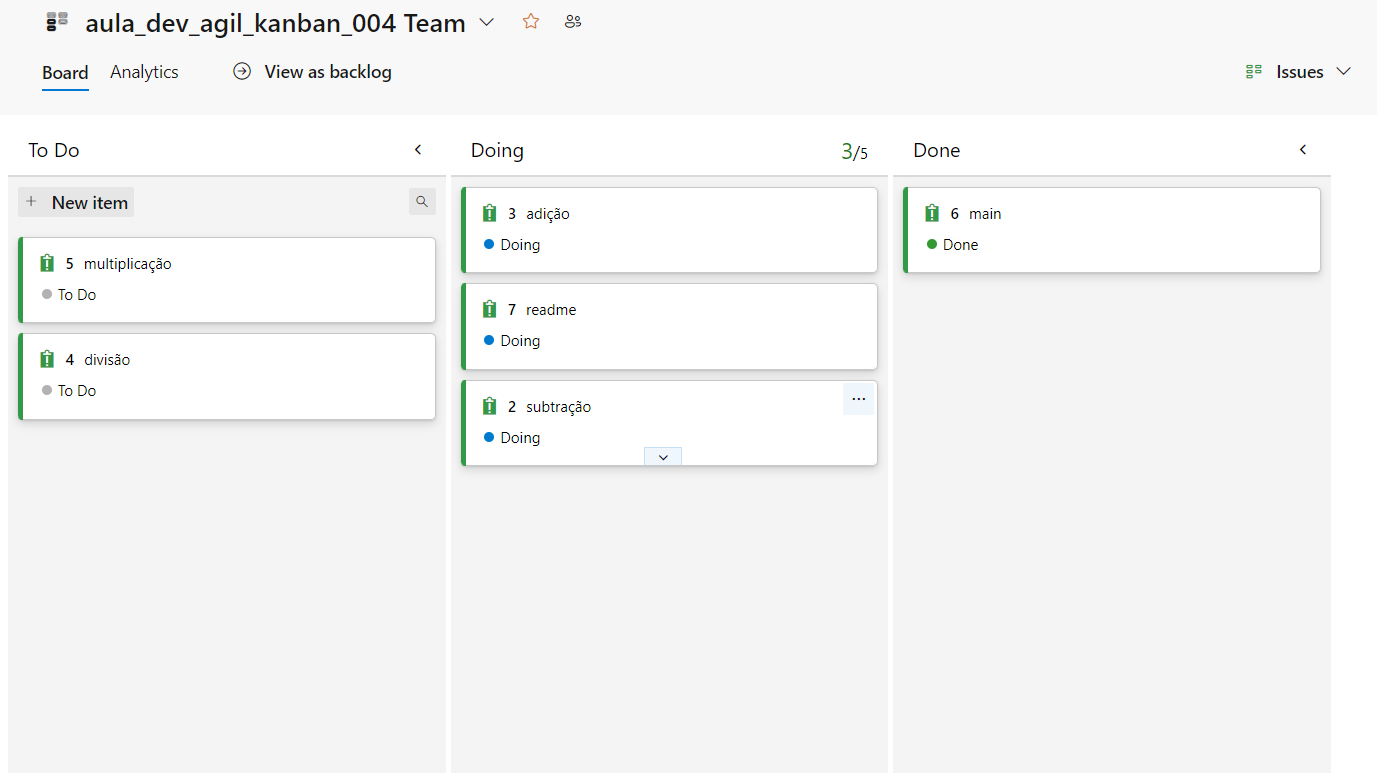 aula_dev_agil_kanban_004 Team
Board Analytics View as backlog Issues
To Do
New item
5 multiplicação
To Do
4 divisão
To Do
Doing 3/5
3 adição
Doing
7 readme
Doing
2 subtração
Doing
Done
6 main
Done